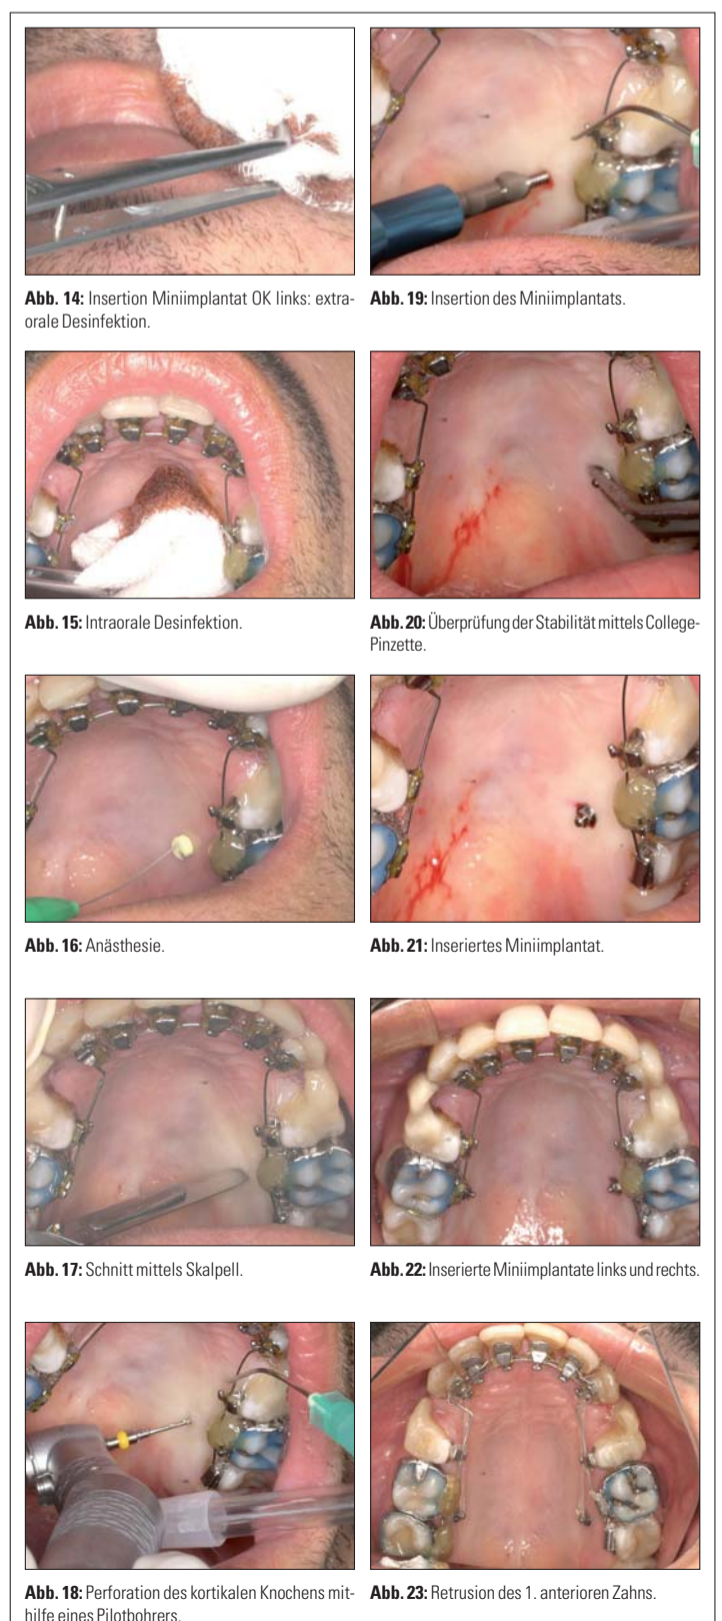 Abb. 14: Insertion Miniimplantat OK links: extra-
orale Desinfektion.
Abb. 15: Intraorale Desinfektion.
Abb. 16: Anästhesie.
Abb. 17: Schnitt mittels Skalpell.
Abb. 18: Perforation des kortikalen Knochens mit-
hilfe eines Pilotbohrers.
Abb. 19: Insertion des Miniimplantats.
Abb. 20: Überprüfung der Stabilität mittels College-
Pinzette.
Abb. 21: Inseriertes Miniimplantat.
Abb. 22: Inserierte Miniimplantate links und rechts.
Abb. 23: Retrusion des 1. anterioren Zahns.